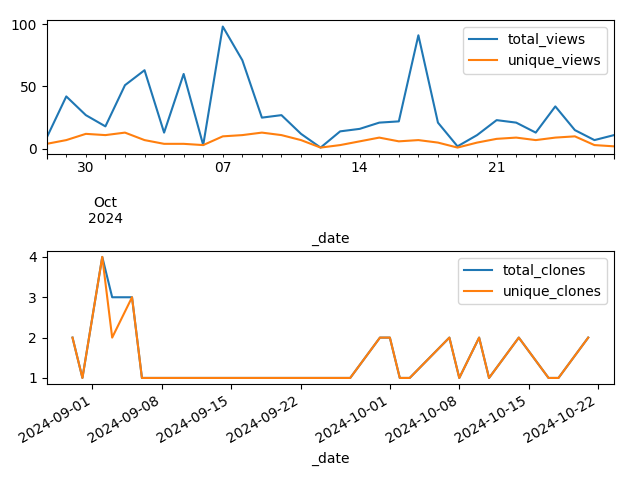 100
50
0
total_views
unique_views
30
07
14
21
Oct
2024
_date
4
3
2
1
total_clones
unique_clones
2024-09-01
2024-09-08
2024-09-15
2024-09-22
2024-10-01
2024-10-08
2024-10-15
2024-10-22
_date